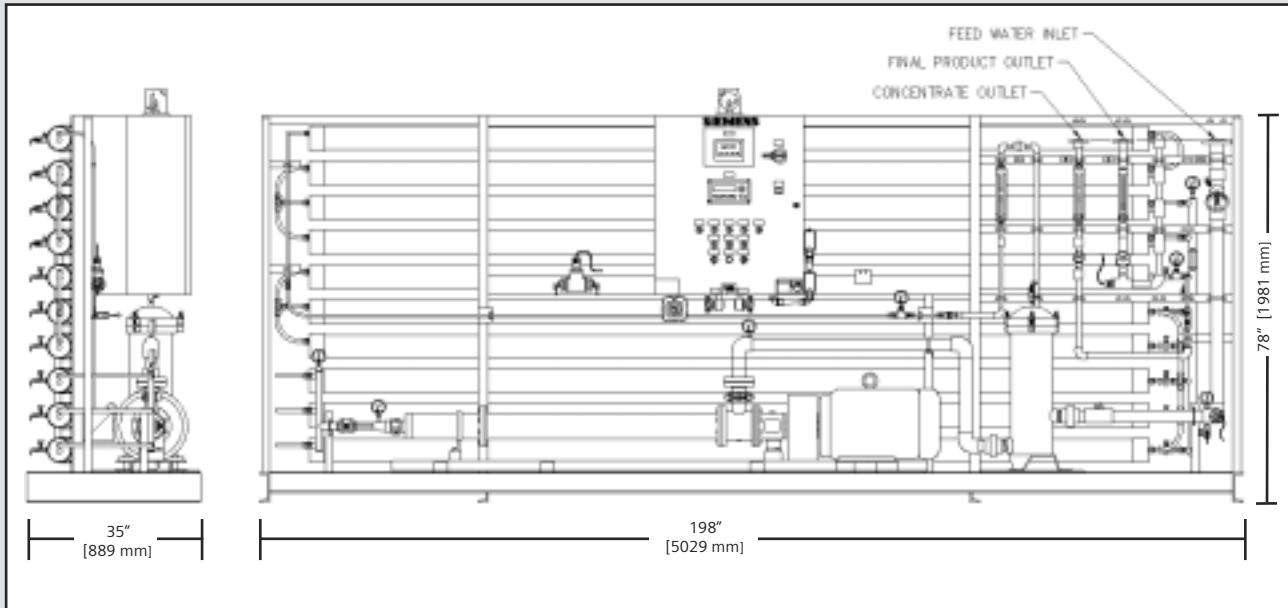 FEED WATER INLET
FINAL PRODUCT OUTLET
CONCENTRATE OUTLET
SIEMENS
78" [1981 mm]
35"
[889 mm]
198"
[5029 mm]